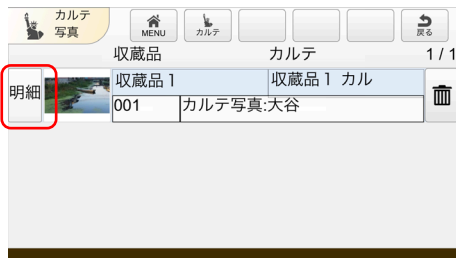 カルテ
写真
MENU
カルテ
戻る
収蔵品 カルテ 1 / 1
明細
収蔵品 1 収蔵品 1 カル
001 カルテ写真:大谷